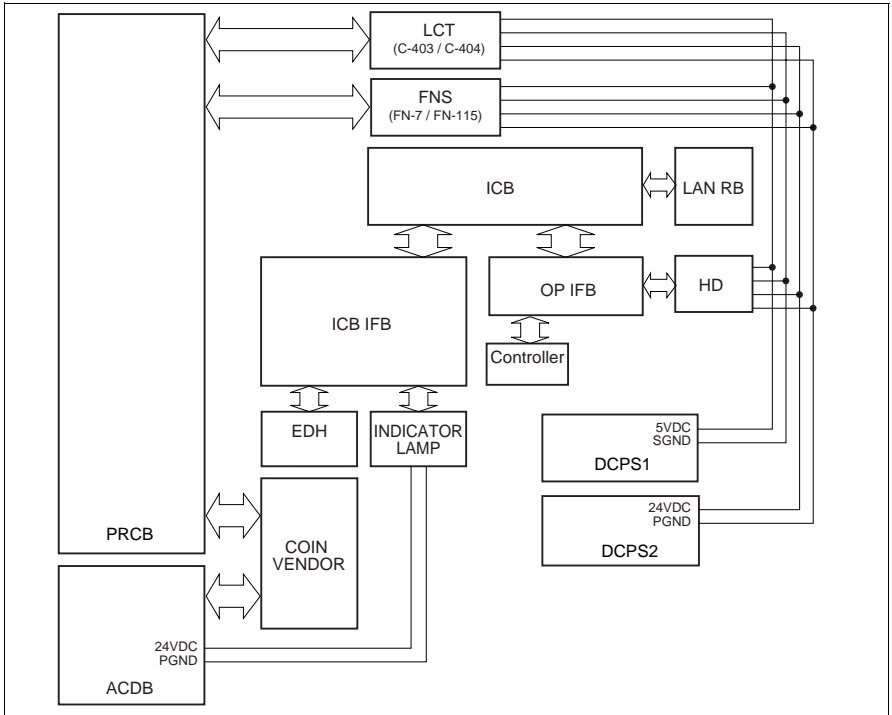 LCT
(C-403 / C-404)
FNS
(FN-7 / FN-115)
ICB
LAN RB
ICB IFB
OP IFB
HD
Controller
EDH
INDICATOR
LAMP
5VDC
SGND
DCPS1
24VDC
PGND
DCPS2
PRCB
COIN
VENDOR
24VDC
PGND
ACDB